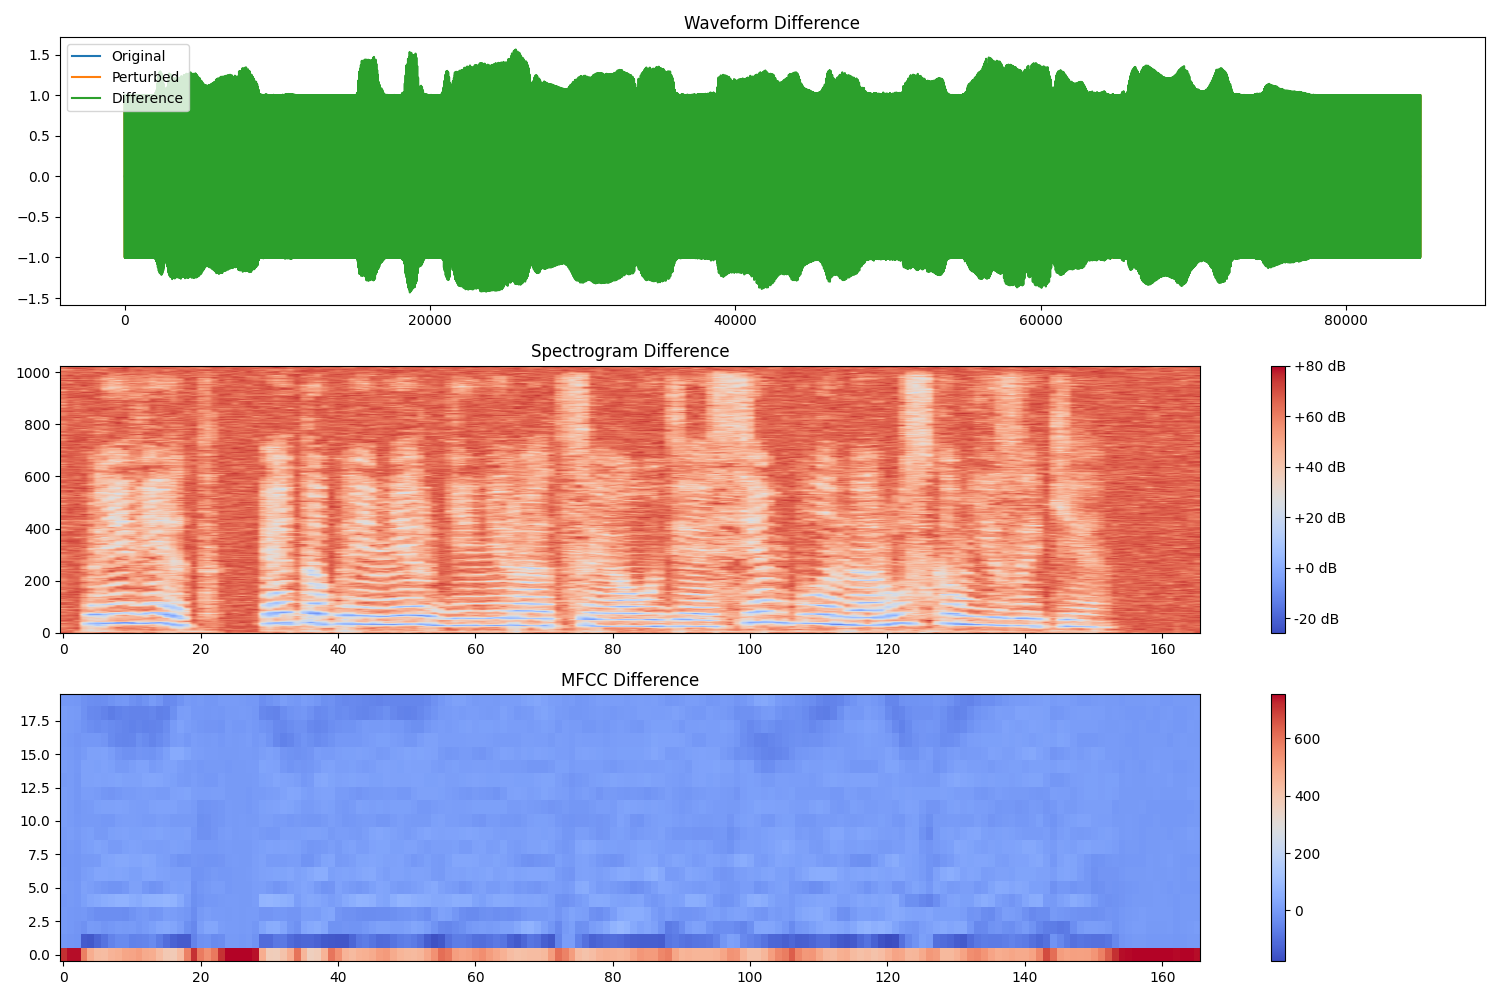 Waveform Difference
1.5
1.0
0.5
0.0
−0.5
−1.0
−1.5
Original
Perturbed
Difference
0 20000 40000 60000 80000
Spectrogram Difference
1000
800
600
400
200
0
0 20 40 60 80 100 120 140 160
+80 dB
+60 dB
+40 dB
+20 dB
+0 dB
-20 dB
MFCC Difference
17.5
15.0
12.5
10.0
7.5
5.0
2.5
0.0
0 20 40 60 80 100 120 140 160
600
400
200
0